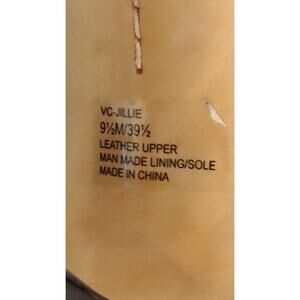 VC-JILLIE
9½M/39½
LEATHER UPPER
MAN MADE LINING/SOLE
MADE IN CHINA